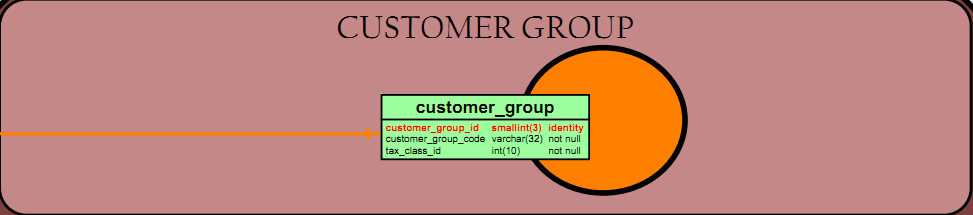 CUSTOMER GROUP
customer_group
customer_group_id smallint(3) identity
customer_group_code varchar(32) not null
tax_class_id int(10) not null